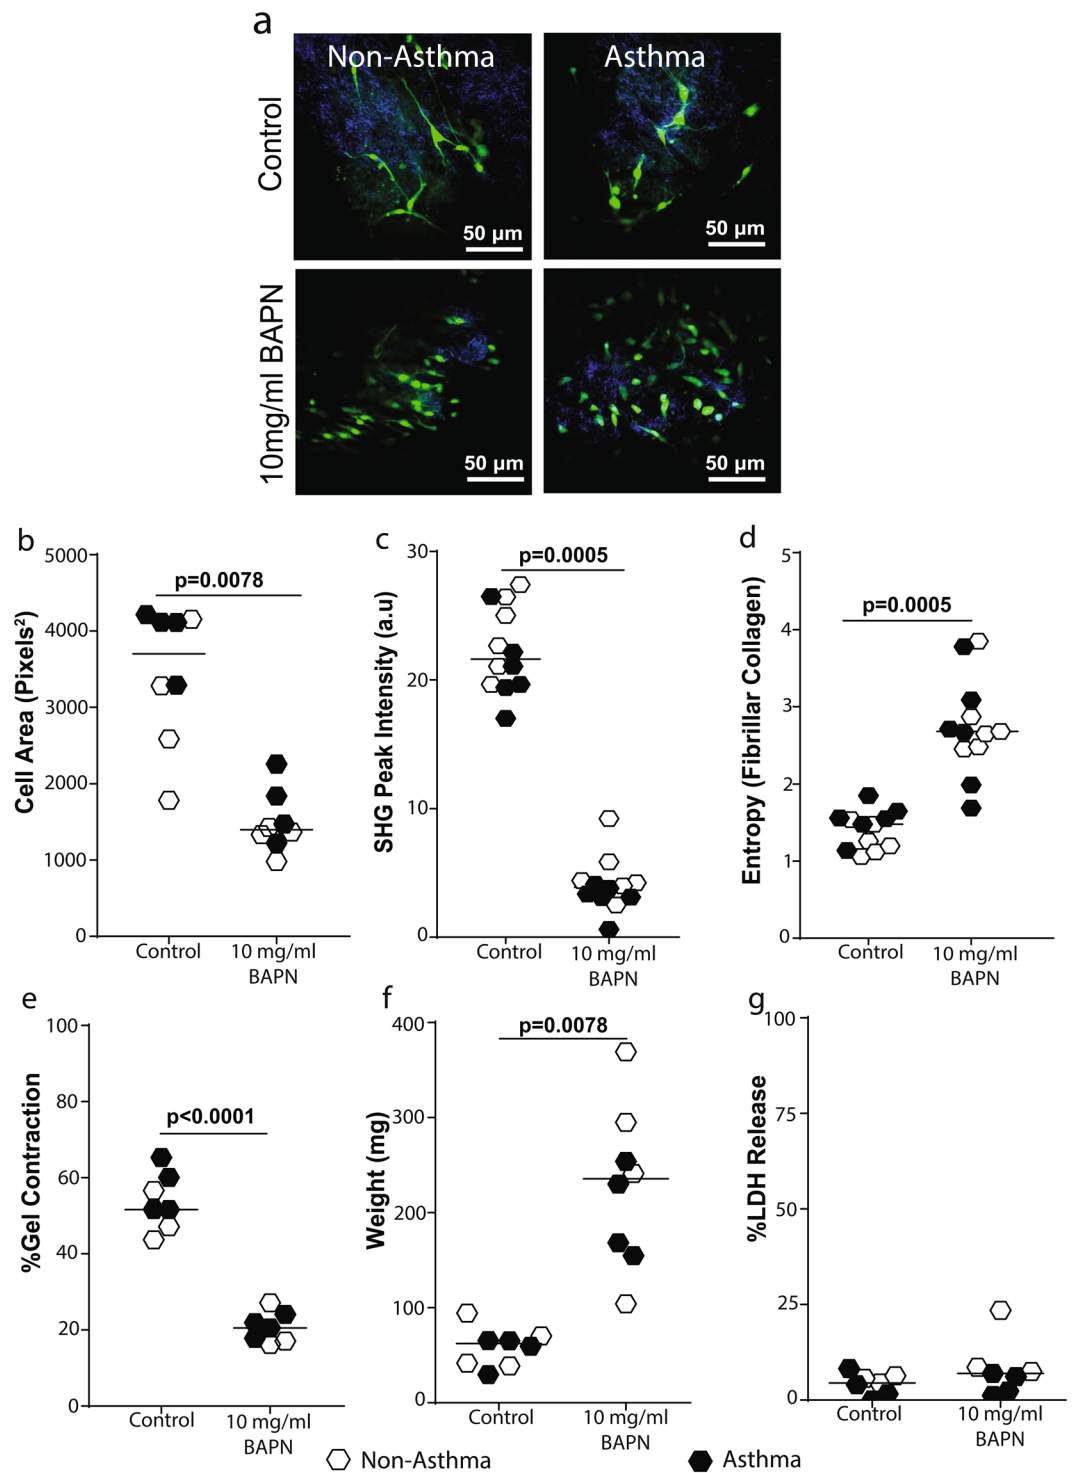 a
Non-Asthma
Asthma
Control
50 µm
50 µm
10mg/ml BAPN
50 µm
50 µm
b
Cell Area (Pixels²)
5000
4000
3000
2000
1000
0
p=0.0078
Control
10 mg/ml
BAPN
c
SHG Peak Intensity (a.u)
30
20
10
0
p=0.0005
Control
10 mg/ml
BAPN
d
Entropy (Fibrillar Collagen)
5
4
3
2
1
0
p=0.0005
Control
10 mg/ml
BAPN
e
%Gel Contraction
100
80
60
40
20
0
p<0.0001
Control
10 mg/ml
BAPN
f
Weight (mg)
400
300
200
100
0
p=0.0078
Control
10 mg/ml
BAPN
g
%LDH Release
100
75
50
25
0
Control
10 mg/ml
BAPN
Non-Asthma
Asthma